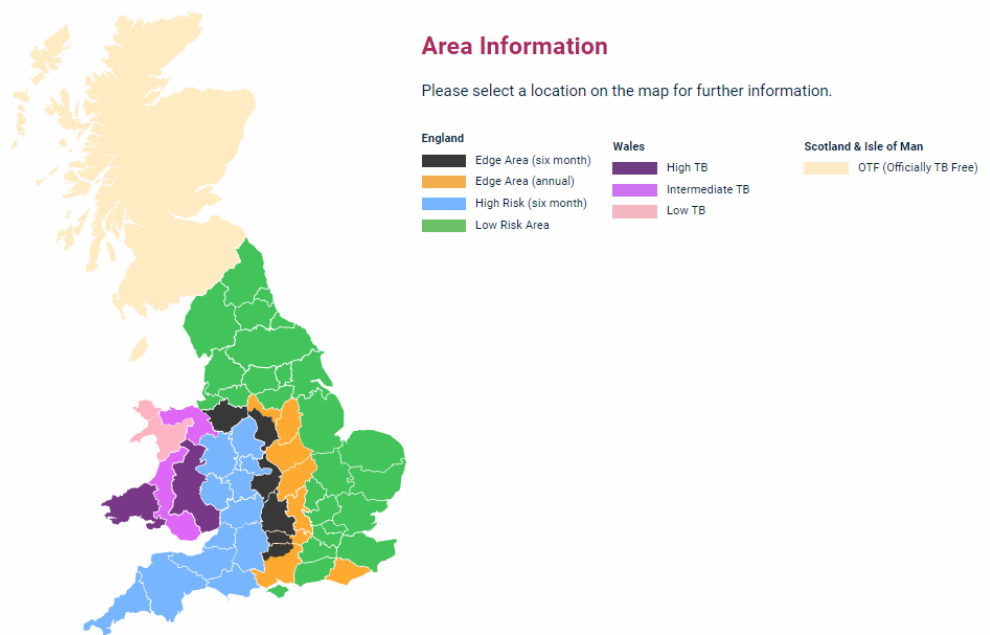 Area Information
Please select a location on the map for further information.
England
Edge Area (six month)
Edge Area (annual)
High Risk (six month)
Low Risk Area
Wales
High TB
Intermediate TB
Low TB
Scotland & Isle of Man
OTF (Officially TB Free)